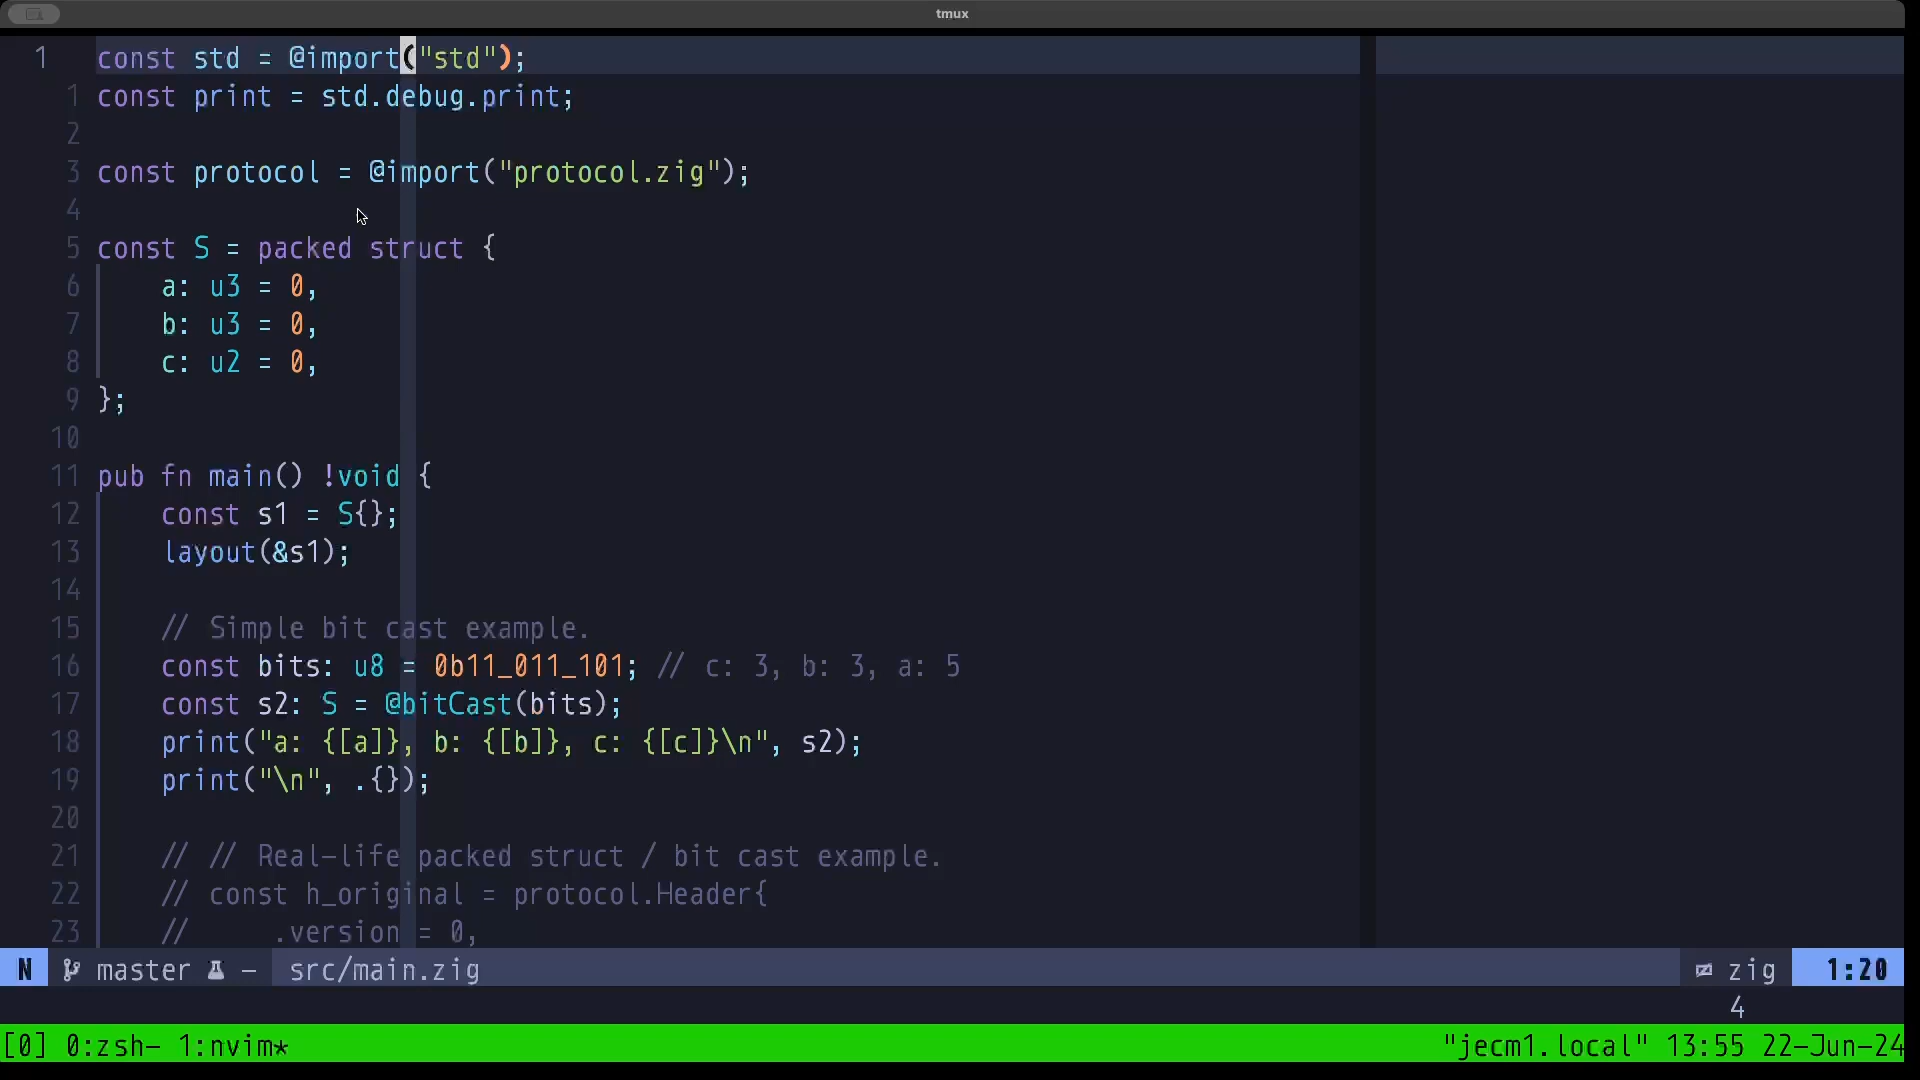 tmux
1 const std = @import("std");
1 const print = std.debug.print;
2
3 const protocol = @import("protocol.zig");
4
5 const S = packed struct {
6     a: u3 = 0,
7     b: u3 = 0,
8     c: u2 = 0,
9 };
10
11 pub fn main() !void {
12     const s1 = S{};
13     layout(&s1);
14
15     // Simple bit cast example.
16     const bits: u8 = 0b11_011_101; // c: 3, b: 3, a: 5
17     const s2: S = @bitCast(bits);
18     print("a: {[a]}, b: {[b]}, c: {[c]}\n", s2);
19     print("\n", .{});
20
21     // // Real-life packed struct / bit cast example.
22     // const h_original = protocol.Header{
23     //     .version = 0,
N master – src/main.zig zig 1:20
4
[0] 0:zsh- 1:nvim* "jecm1.local" 13:55 22-Jun-24